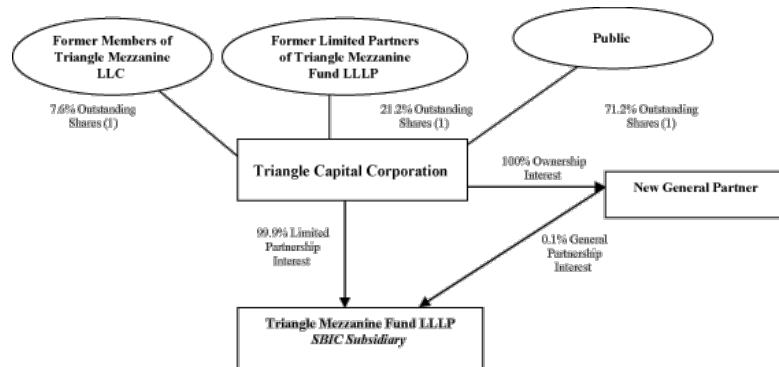 Former Members of
Triangle Mezzanine
LLC
Former Limited Partners
of Triangle Mezzanine
Fund LLLP
Public
7.6% Outstanding
Shares (1)
21.2% Outstanding
Shares (1)
71.2% Outstanding
Shares (1)
Triangle Capital Corporation
100% Ownership
Interest
New General Partner
99.9% Limited
Partnership
Interest
0.1% General
Partnership
Interest
Triangle Mezzanine Fund LLLP
SBIC Subsidiary